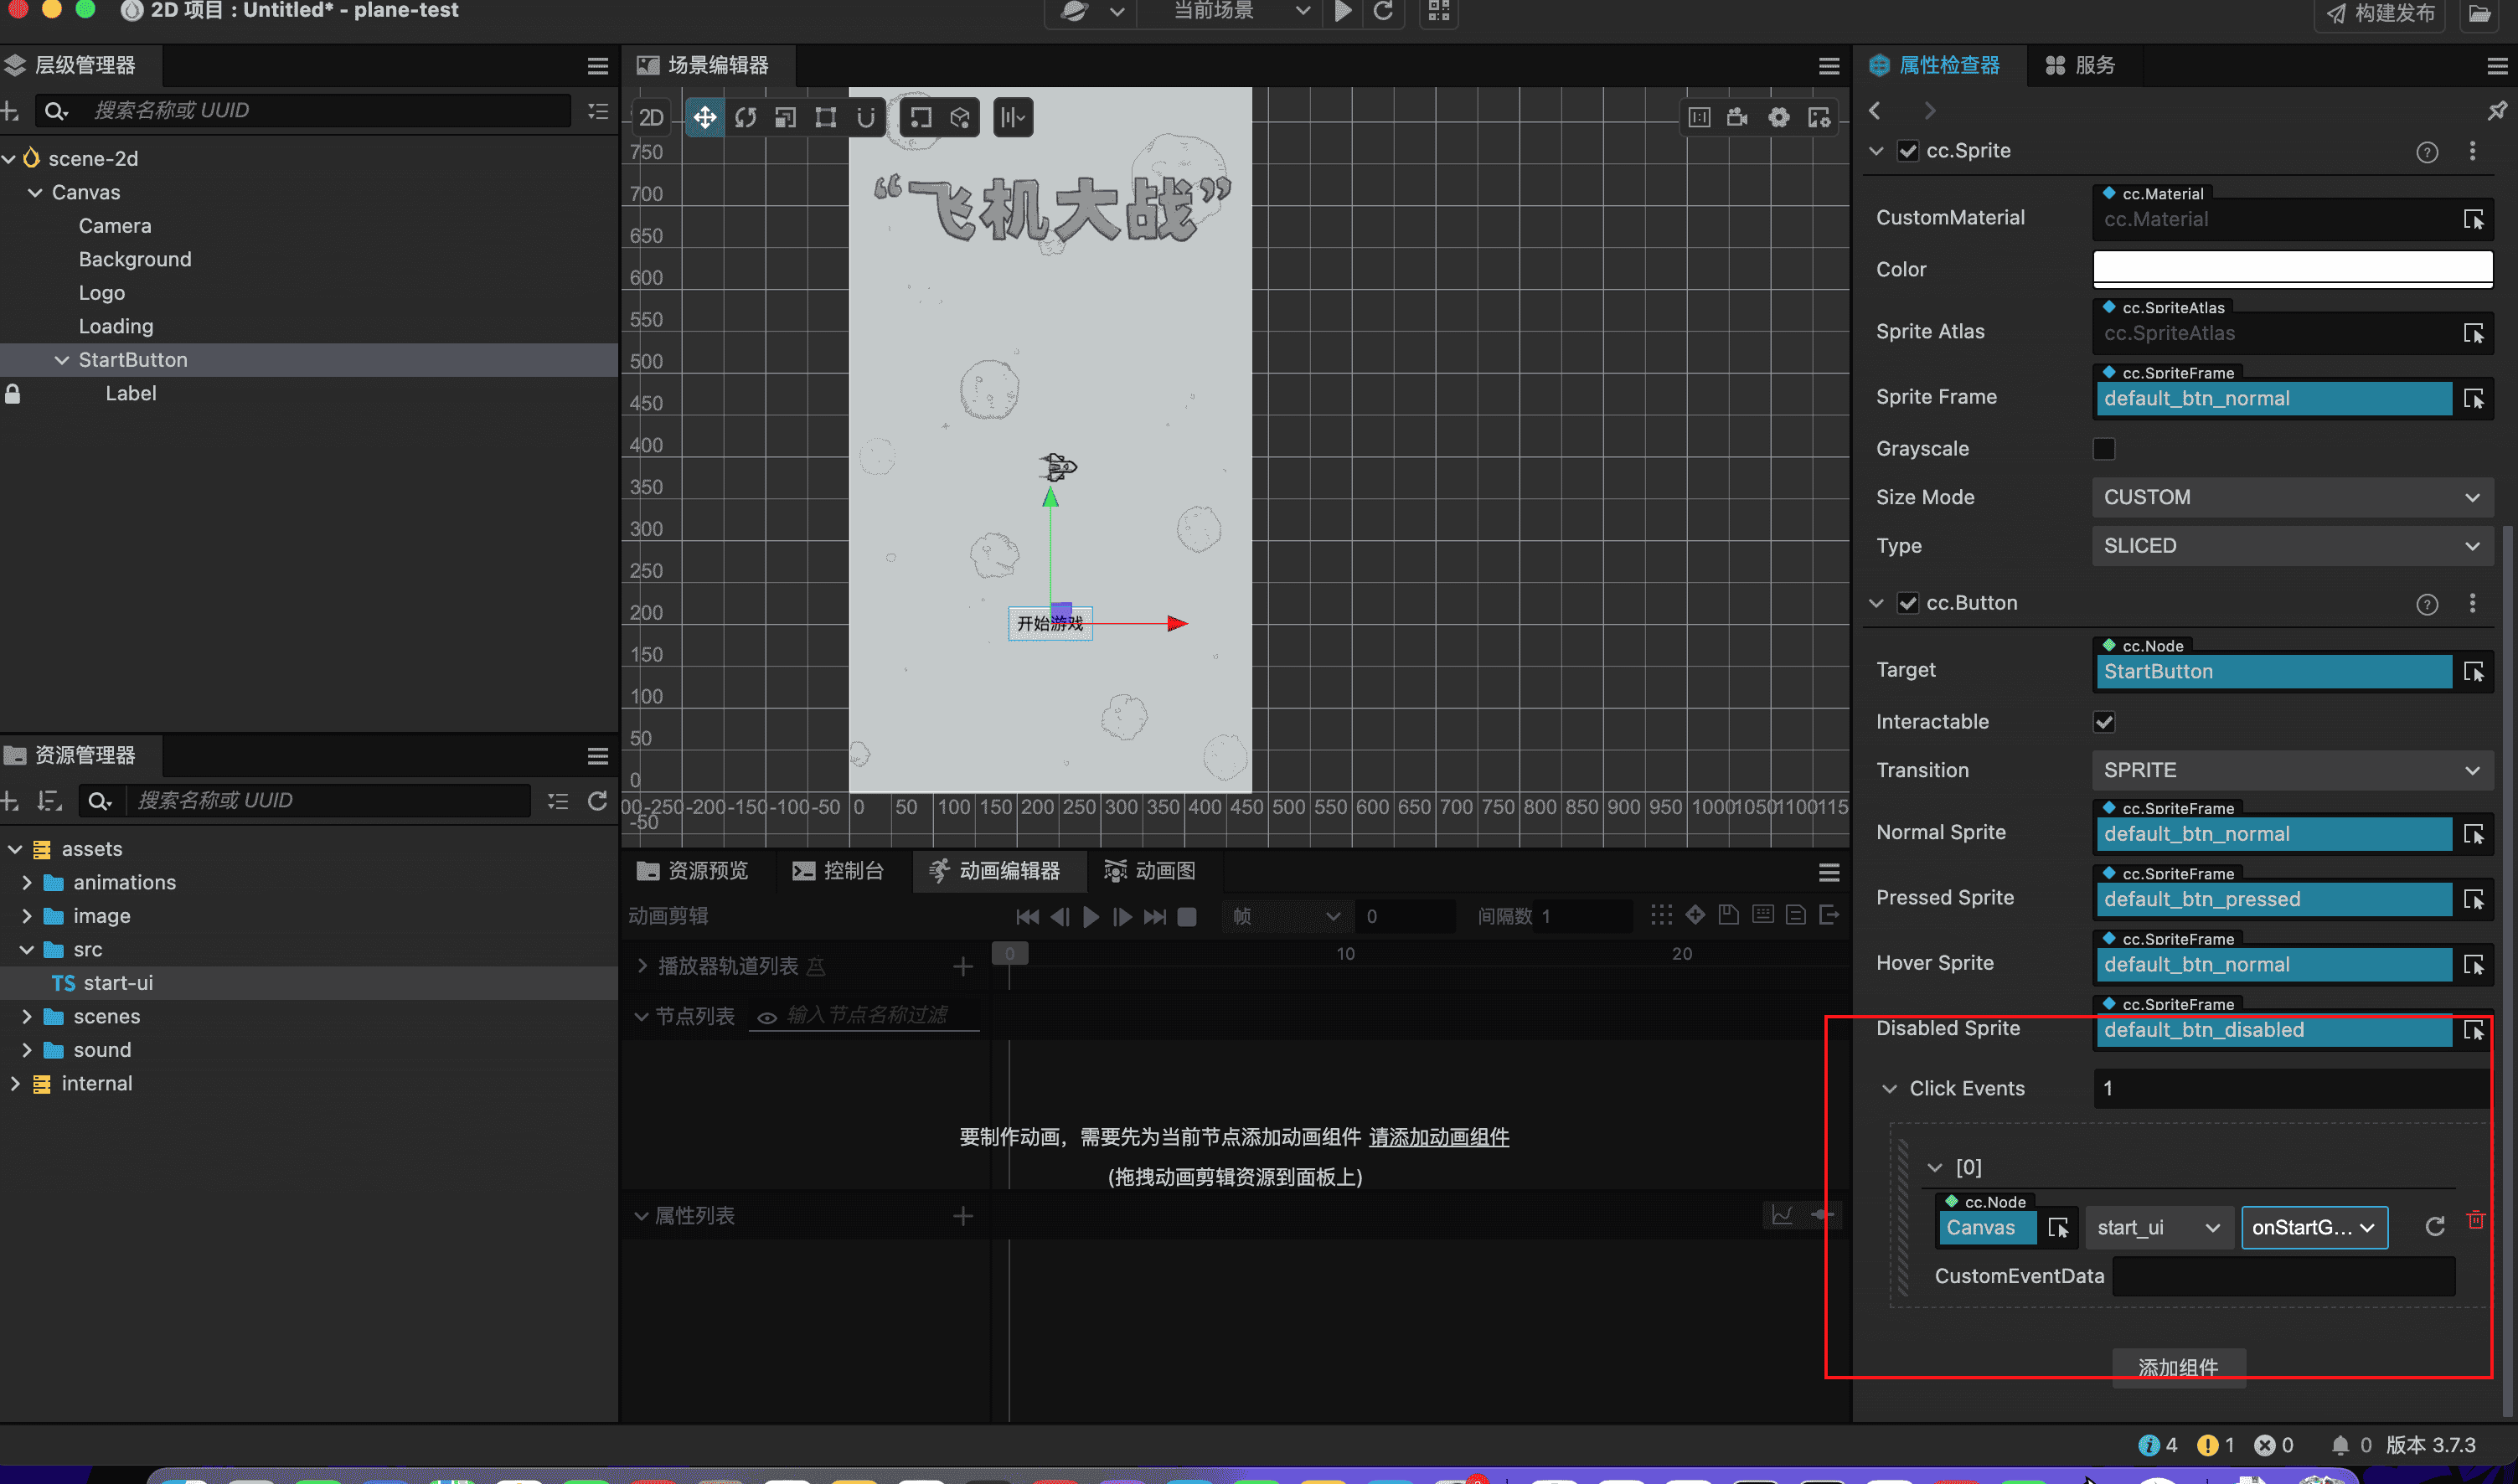 2D 项目：Untitled* - plane-test
当前场景
构建发布
层级管理器
搜索名称或 UUID
scene-2d
Canvas
Camera
Background
Logo
Loading
StartButton
Label
资源管理器
搜索名称或 UUID
assets
animations
image
src
TS start-ui
scenes
sound
internal
场景编辑器
2D
750
700
650
600
550
500
450
400
350
300
250
200
150
100
50
0
-50
“飞机大战”
开始游戏
00-250-200-150-100-50 0 50 100 150 200 250 300 350 400 450 500 550 600 650 700 750 800 850 900 950 100010501100115
资源预览 控制台 动画编辑器 动画图
动画剪辑 帧 0 间隔数 1
播放器轨道列表 0 10 20
节点列表 输入节点名称过滤
要制作动画，需要先为当前节点添加动画组件 请添加动画组件
(拖拽动画剪辑资源到面板上)
属性列表
属性检查器 服务
cc.Sprite
cc.Material
CustomMaterial cc.Material
Color
cc.SpriteAtlas
Sprite Atlas cc.SpriteAtlas
cc.SpriteFrame
Sprite Frame default_btn_normal
Grayscale
Size Mode CUSTOM
Type SLICED
cc.Button
cc.Node
Target StartButton
Interactable
Transition SPRITE
cc.SpriteFrame
Normal Sprite default_btn_normal
cc.SpriteFrame
Pressed Sprite default_btn_pressed
cc.SpriteFrame
Hover Sprite default_btn_normal
cc.SpriteFrame
Disabled Sprite default_btn_disabled
Click Events 1
[0]
cc.Node
Canvas start_ui onStartG...
CustomEventData
添加组件
4 1 0 0 版本 3.7.3